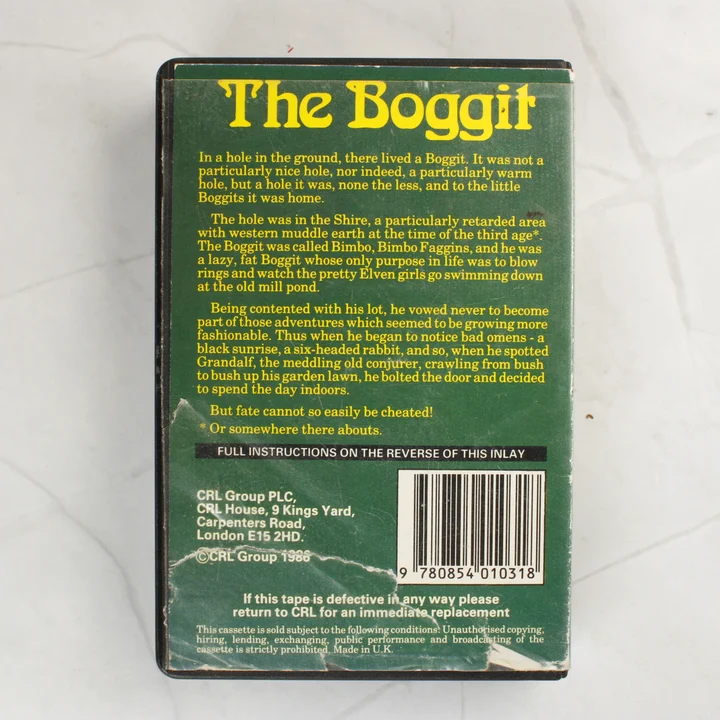 The Boggit
In a hole in the ground, there lived a Boggit. It was not a
particularly nice hole, nor indeed, a particularly warm
hole, but a hole it was, none the less, and to the little
Boggits it was home.
The hole was in the Shire, a particularly retarded area
with western muddle earth at the time of the third age*.
The Boggit was called Bimbo, Bimbo Faggins, and he was
a lazy, fat Boggit whose only purpose in life was to blow
rings and watch the pretty Elven girls go swimming down
at the old mill pond.
Being contented with his lot, he vowed never to become
part of those adventures which seemed to be growing more
fashionable. Thus when he began to notice bad omens - a
black sunrise, a six-headed rabbit, and so, when he spotted
Grandalf, the meddling old conjurer, crawling from bush
to bush up his garden lawn, he bolted the door and decided
to spend the day indoors.
But fate cannot so easily be cheated!
* Or somewhere there abouts.
FULL INSTRUCTIONS ON THE REVERSE OF THIS INLAY
CRL Group PLC,
CRL House, 9 Kings Yard,
Carpenters Road,
London E15 2HD.
©CRL Group 1986
9 780854 010318
If this tape is defective in any way please
return to CRL for an immediate replacement
This cassette is sold subject to the following conditions: Unauthorised copying,
hiring, lending, exchanging, public performance and broadcasting of the
cassette is strictly prohibited. Made in U.K.